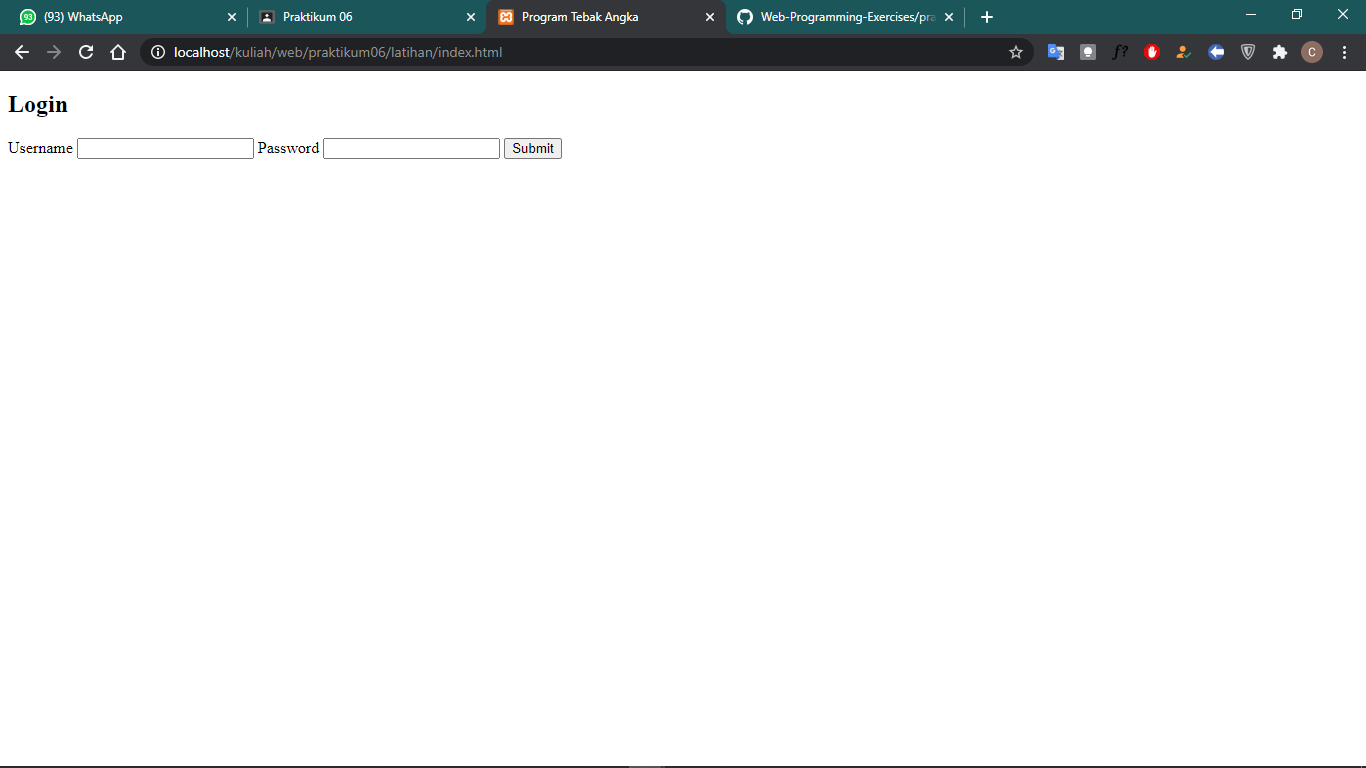 93 (93) WhatsApp Praktikum 06 Program Tebak Angka Web-Programming-Exercises/pra
localhost/kuliah/web/praktikum06/latihan/index.html f? C
Login
Username Password Submit